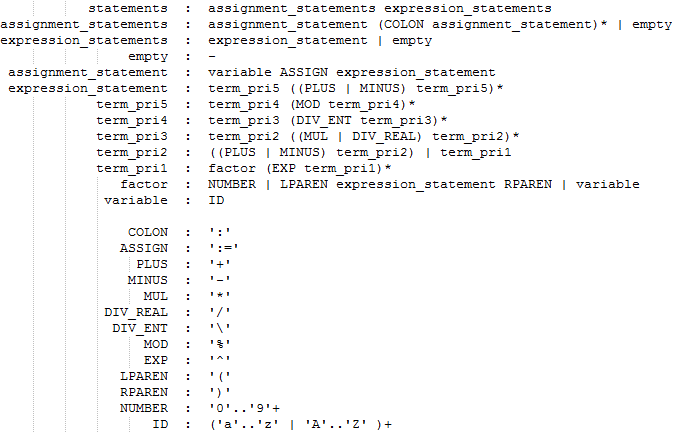 statements : assignment_statements expression_statements
assignment_statements : assignment_statement (COLON assignment_statement)* | empty
expression_statements : expression_statement | empty
empty : -
assignment_statement : variable ASSIGN expression_statement
expression_statement : term_pri5 ((PLUS | MINUS) term_pri5)*
term_pri5 : term_pri4 (MOD term_pri4)*
term_pri4 : term_pri3 (DIV_ENT term_pri3)*
term_pri3 : term_pri2 ((MUL | DIV_REAL) term_pri2)*
term_pri2 : ((PLUS | MINUS) term_pri2) | term_pri1
term_pri1 : factor (EXP term_pri1)*
factor : NUMBER | LPAREN expression_statement RPAREN | variable
variable : ID
COLON : ':'
ASSIGN : ':='
PLUS : '+'
MINUS : '-'
MUL : '*'
DIV_REAL : '/'
DIV_ENT : '\'
MOD : '%'
EXP : '^'
LPAREN : '('
RPAREN : ')'
NUMBER : '0'..'9'+
ID : ('a'..'z' | 'A'..'Z' )+